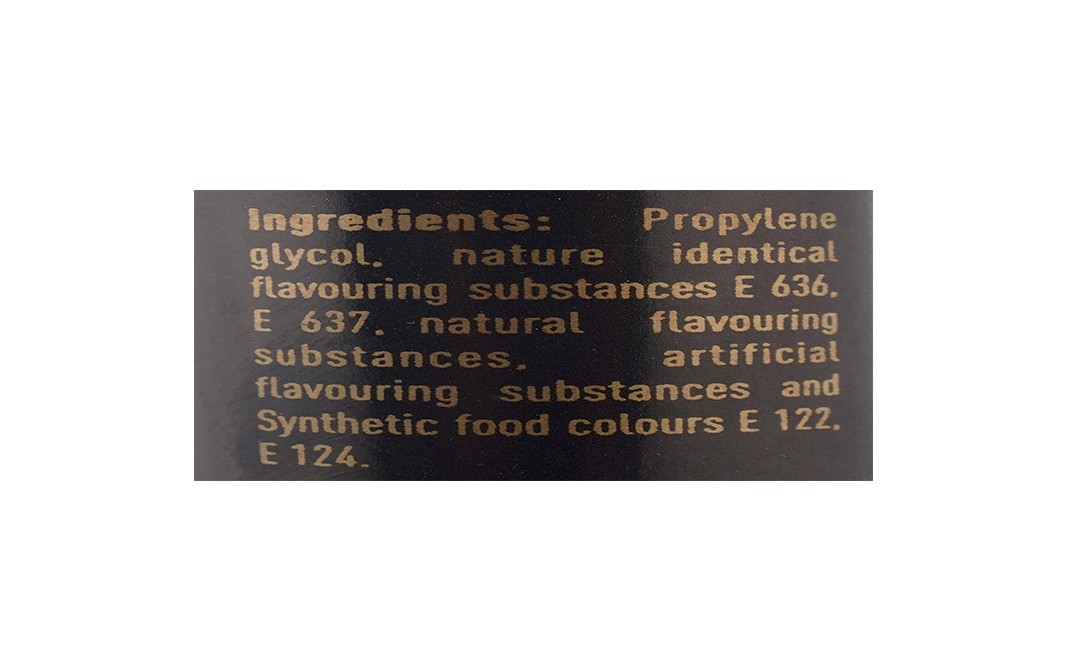 Ingredients: Propylene
glycol, nature identical
flavouring substances E 636,
E 637, natural flavouring
substances, artificial
flavouring substances and
Synthetic food colours E 122,
E 124.